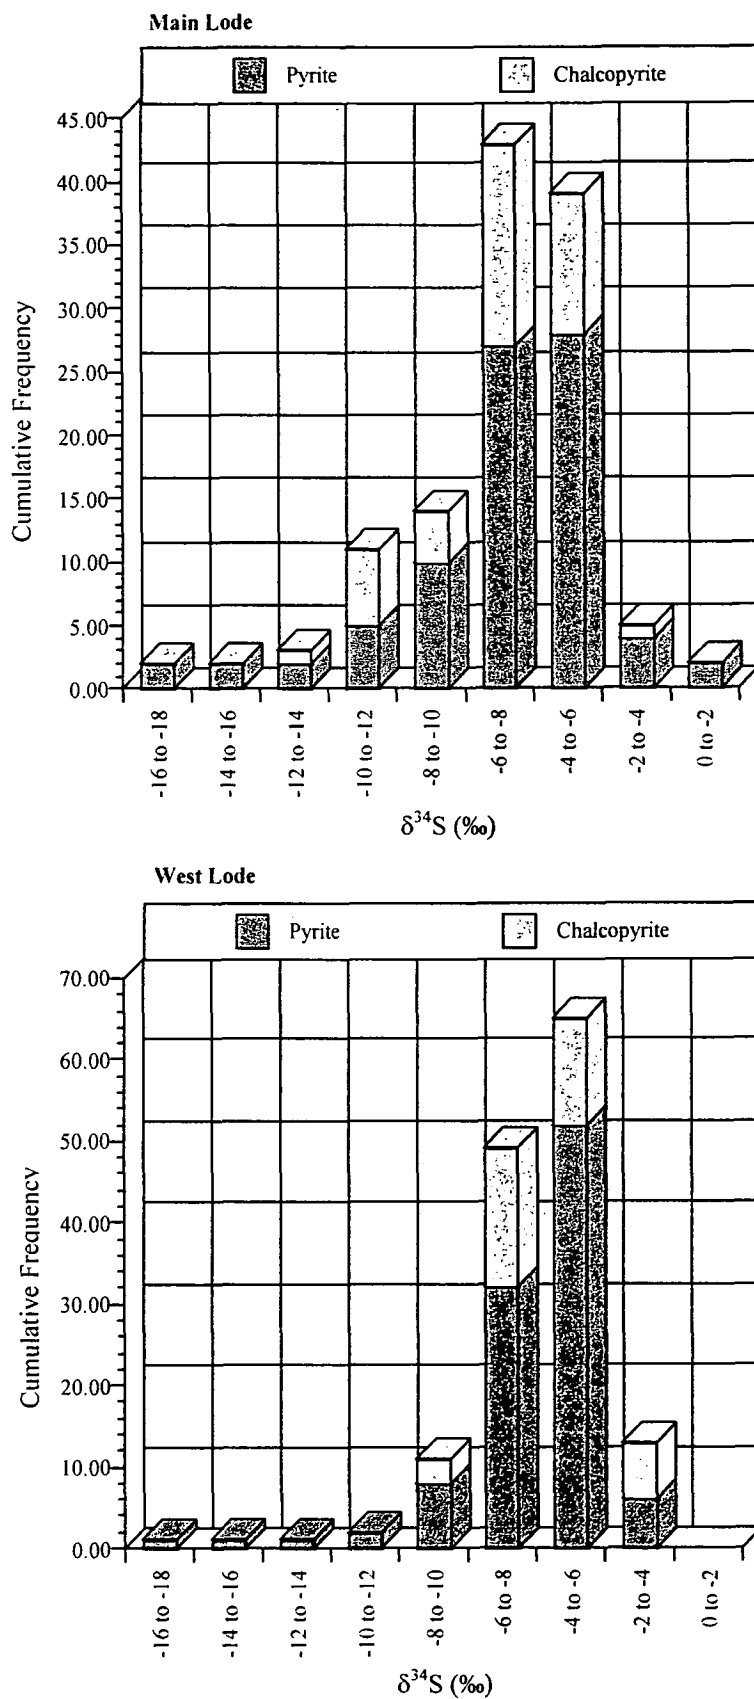 Main Lode
Pyrite Chalcopyrite
45.00
40.00
35.00
30.00
25.00
20.00
15.00
10.00
5.00
0.00
Cumulative Frequency
-16 to -18
-14 to -16
-12 to -14
-10 to -12
-8 to -10
-6 to -8
-4 to -6
-2 to -4
0 to -2
δ³⁴S (‰)
West Lode
Pyrite Chalcopyrite
70.00
60.00
50.00
40.00
30.00
20.00
10.00
0.00
Cumulative Frequency
-16 to -18
-14 to -16
-12 to -14
-10 to -12
-8 to -10
-6 to -8
-4 to -6
-2 to -4
0 to -2
δ³⁴S (‰)